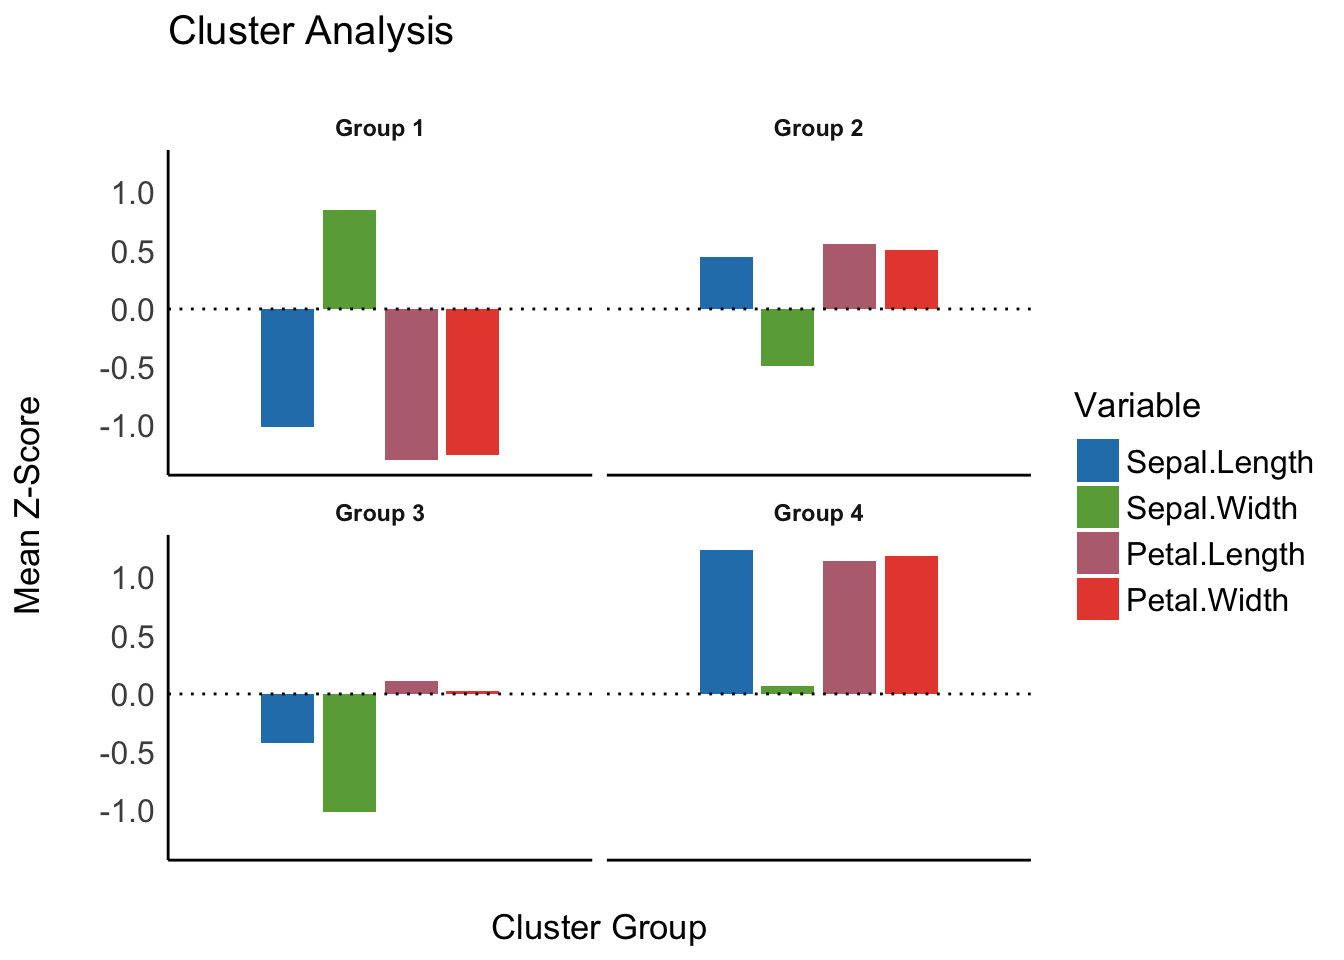 Cluster Analysis
Group 1
Group 2
1.0
0.5
0.0
-0.5
-1.0
Mean Z-Score
Group 3
Group 4
1.0
0.5
0.0
-0.5
-1.0
Cluster Group
Variable
Sepal.Length
Sepal.Width
Petal.Length
Petal.Width